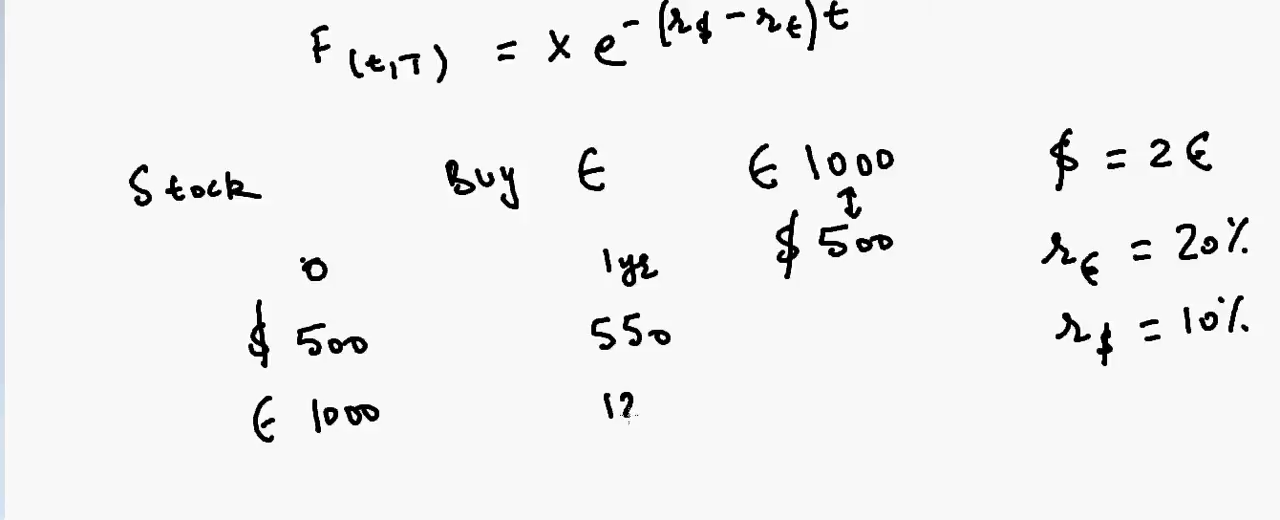 F(t,T) = X e^-(r$ - r€)t
Stock Buy € € 1000 $ = 2€
↕
$ 500 r€ = 20%
0 1yr
$ 500 550 r$ = 10%
€ 1000 12